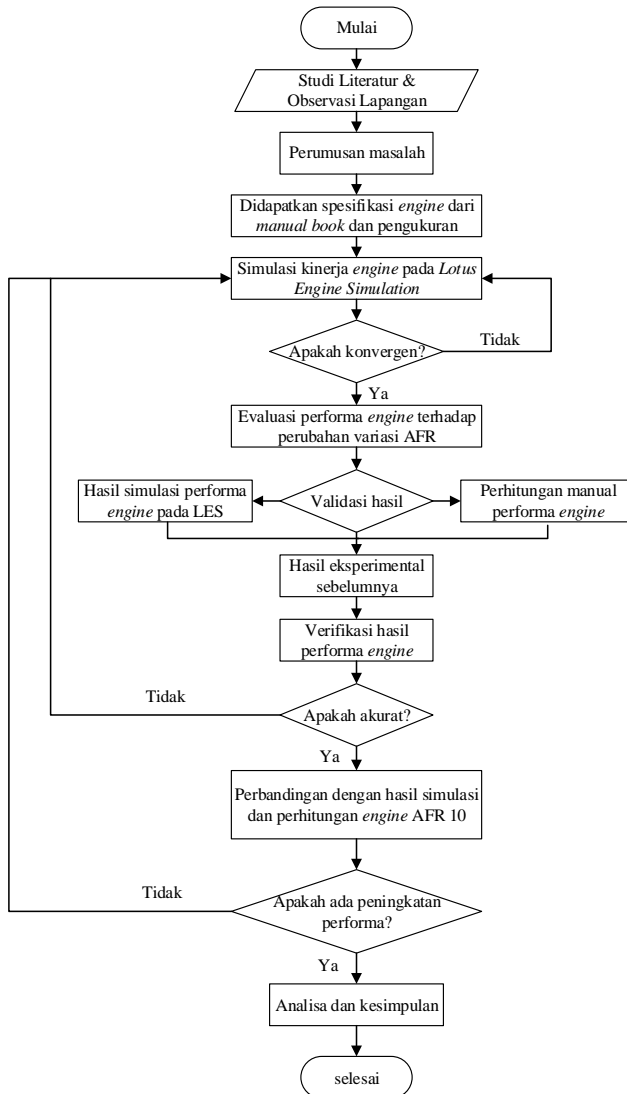 Mulai
Studi Literatur &
Observasi Lapangan
Perumusan masalah
Didapatkan spesifikasi engine dari
manual book dan pengukuran
Simulasi kinerja engine pada Lotus
Engine Simulation
Apakah konvergen?
Tidak
Ya
Evaluasi performa engine terhadap
perubahan variasi AFR
Hasil simulasi performa
engine pada LES
Validasi hasil
Perhitungan manual
performa engine
Hasil eksperimental
sebelumnya
Verifikasi hasil
performa engine
Tidak
Apakah akurat?
Ya
Perbandingan dengan hasil simulasi
dan perhitungan engine AFR 10
Tidak
Apakah ada peningkatan
performa?
Ya
Analisa dan kesimpulan
selesai